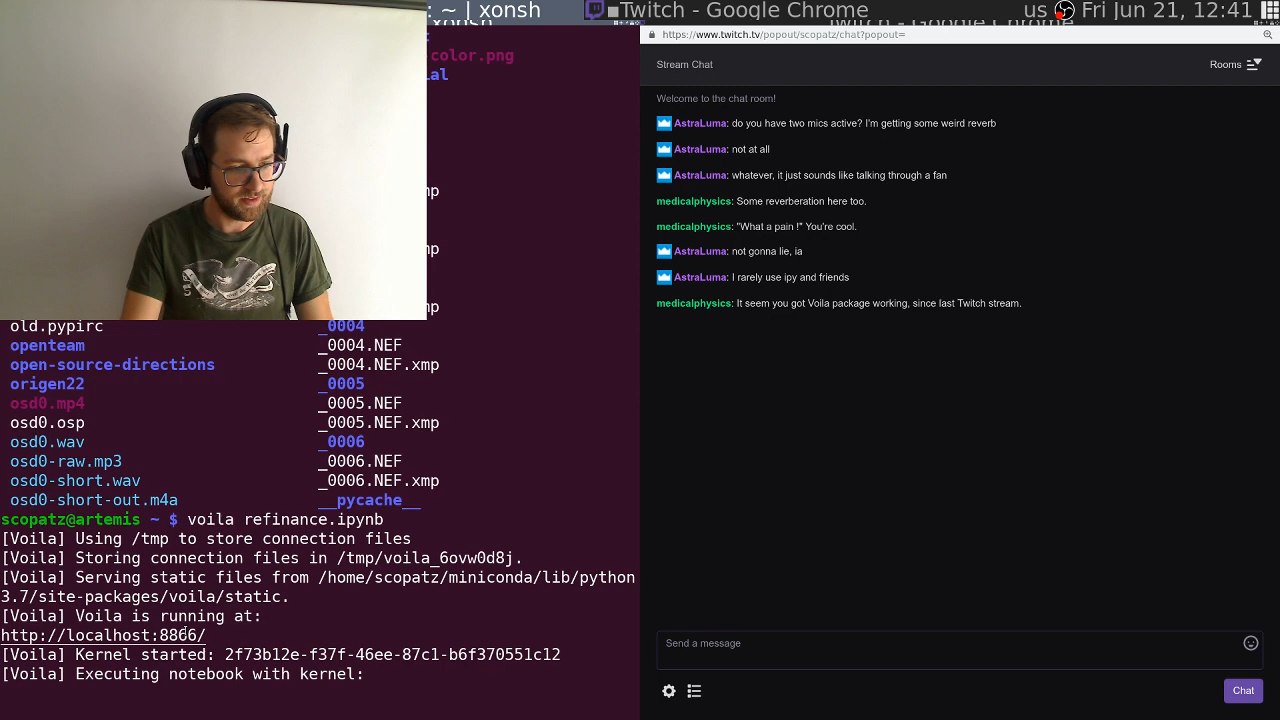 : ~ | xonsh
Twitch - Google Chrome
us
Fri Jun 21, 12:41
https://www.twitch.tv/popout/scopatz/chat?popout=
Stream Chat
Rooms
Welcome to the chat room!
AstraLuma: do you have two mics active? I'm getting some weird reverb
AstraLuma: not at all
AstraLuma: whatever, it just sounds like talking through a fan
medicalphysics: Some reverberation here too.
medicalphysics: "What a pain !" You're cool.
AstraLuma: not gonna lie, ia
AstraLuma: I rarely use ipy and friends
medicalphysics: It seem you got Voila package working, since last Twitch stream.
Send a message
Chat
color.png
mp
mp
mp
old.pypirc _0004
openteam _0004.NEF
open-source-directions _0004.NEF.xmp
origen22 _0005
osd0.mp4 _0005.NEF
osd0.osp _0005.NEF.xmp
osd0.wav _0006
osd0-raw.mp3 _0006.NEF
osd0-short.wav _0006.NEF.xmp
osd0-short-out.m4a __pycache__
scopatz@artemis ~ $ voila refinance.ipynb
[Voila] Using /tmp to store connection files
[Voila] Storing connection files in /tmp/voila_6ovw0d8j.
[Voila] Serving static files from /home/scopatz/miniconda/lib/python
3.7/site-packages/voila/static.
[Voila] Voila is running at:
http://localhost:8866/
[Voila] Kernel started: 2f73b12e-f37f-46ee-87c1-b6f370551c12
[Voila] Executing notebook with kernel: